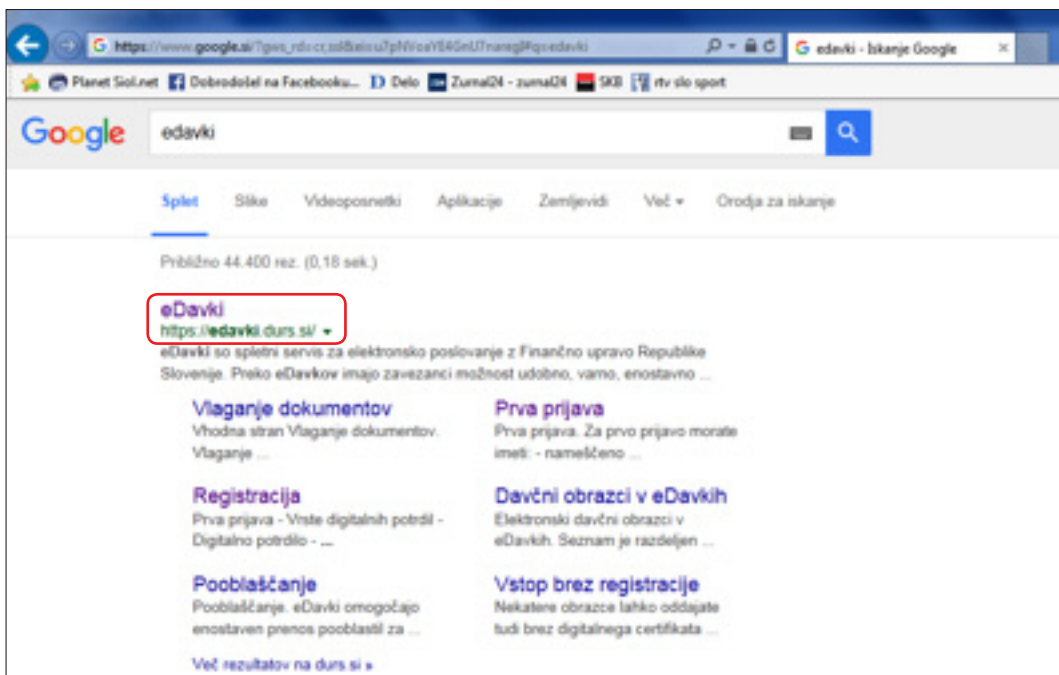 edavki - Iskanje Google
Planet Siol.net Dobrodošel na Facebooku... D Delo Zurnal24 - zurnal24 SKB rtv slo sport
Google edavki
Splet Slike Videoposnetki Aplikacije Zemljevidi Več Orodja za iskanje
Približno 44.400 rez. (0,18 sek.)
eDavki
https://edavki.durs.si/
eDavki so spletni servis za elektronsko poslovanje z Finančno upravo Republike
Slovenije. Preko eDavkov imajo zavezanci možnost udobno, varno, enostavno ...
Vlaganje dokumentov
Vhodna stran Vlaganje dokumentov.
Vlaganje ...
Prva prijava
Prva prijava. Za prvo prijavo morate
imeti: - nameščeno ...
Registracija
Prva prijava - Vrste digitalnih potrdil -
Digitalno potrdilo - ...
Davčni obrazci v eDavkih
Elektronski davčni obrazci v
eDavkih. Seznam je razdeljen ...
Pooblaščanje
Pooblaščanje. eDavki omogočajo
enostaven prenos pooblastil za ...
Vstop brez registracije
Nekatere obrazce lahko oddajate
tudi brez digitalnega certifikata ...
Več rezultatov na durs.si »